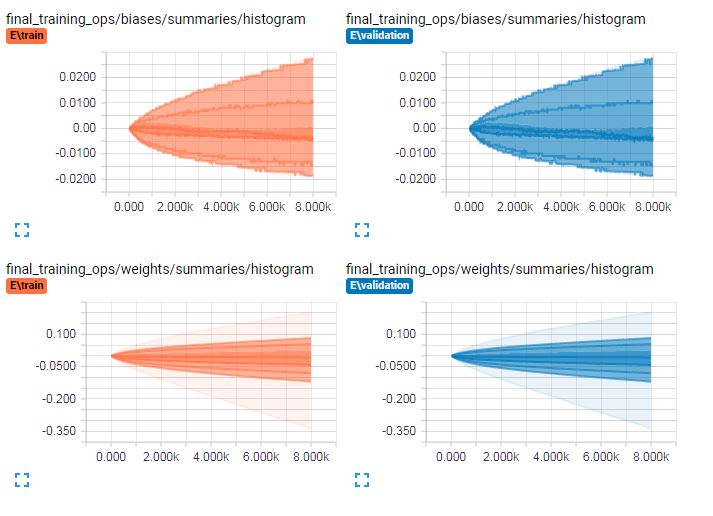 final_training_ops/biases/summaries/histogram
E\train
0.0200
0.0100
0.00
-0.0100
-0.0200
0.000 2.000k 4.000k 6.000k 8.000k
final_training_ops/biases/summaries/histogram
E\validation
0.0200
0.0100
0.00
-0.0100
-0.0200
0.000 2.000k 4.000k 6.000k 8.000k
final_training_ops/weights/summaries/histogram
E\train
0.100
-0.0500
-0.200
-0.350
0.000 2.000k 4.000k 6.000k 8.000k
final_training_ops/weights/summaries/histogram
E\validation
0.100
-0.0500
-0.200
-0.350
0.000 2.000k 4.000k 6.000k 8.000k